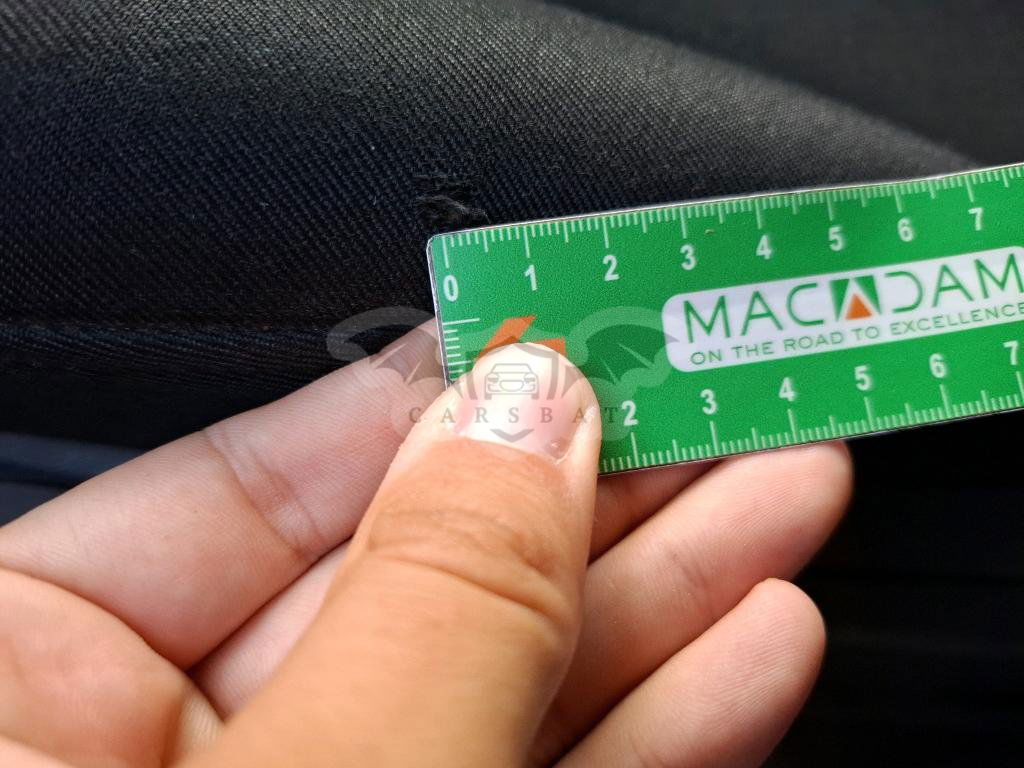 0 1 2 3 4 5 6 7
MACADAM
ON THE ROAD TO EXCELLENCE
2 3 4 5 6 7
CARSBAT